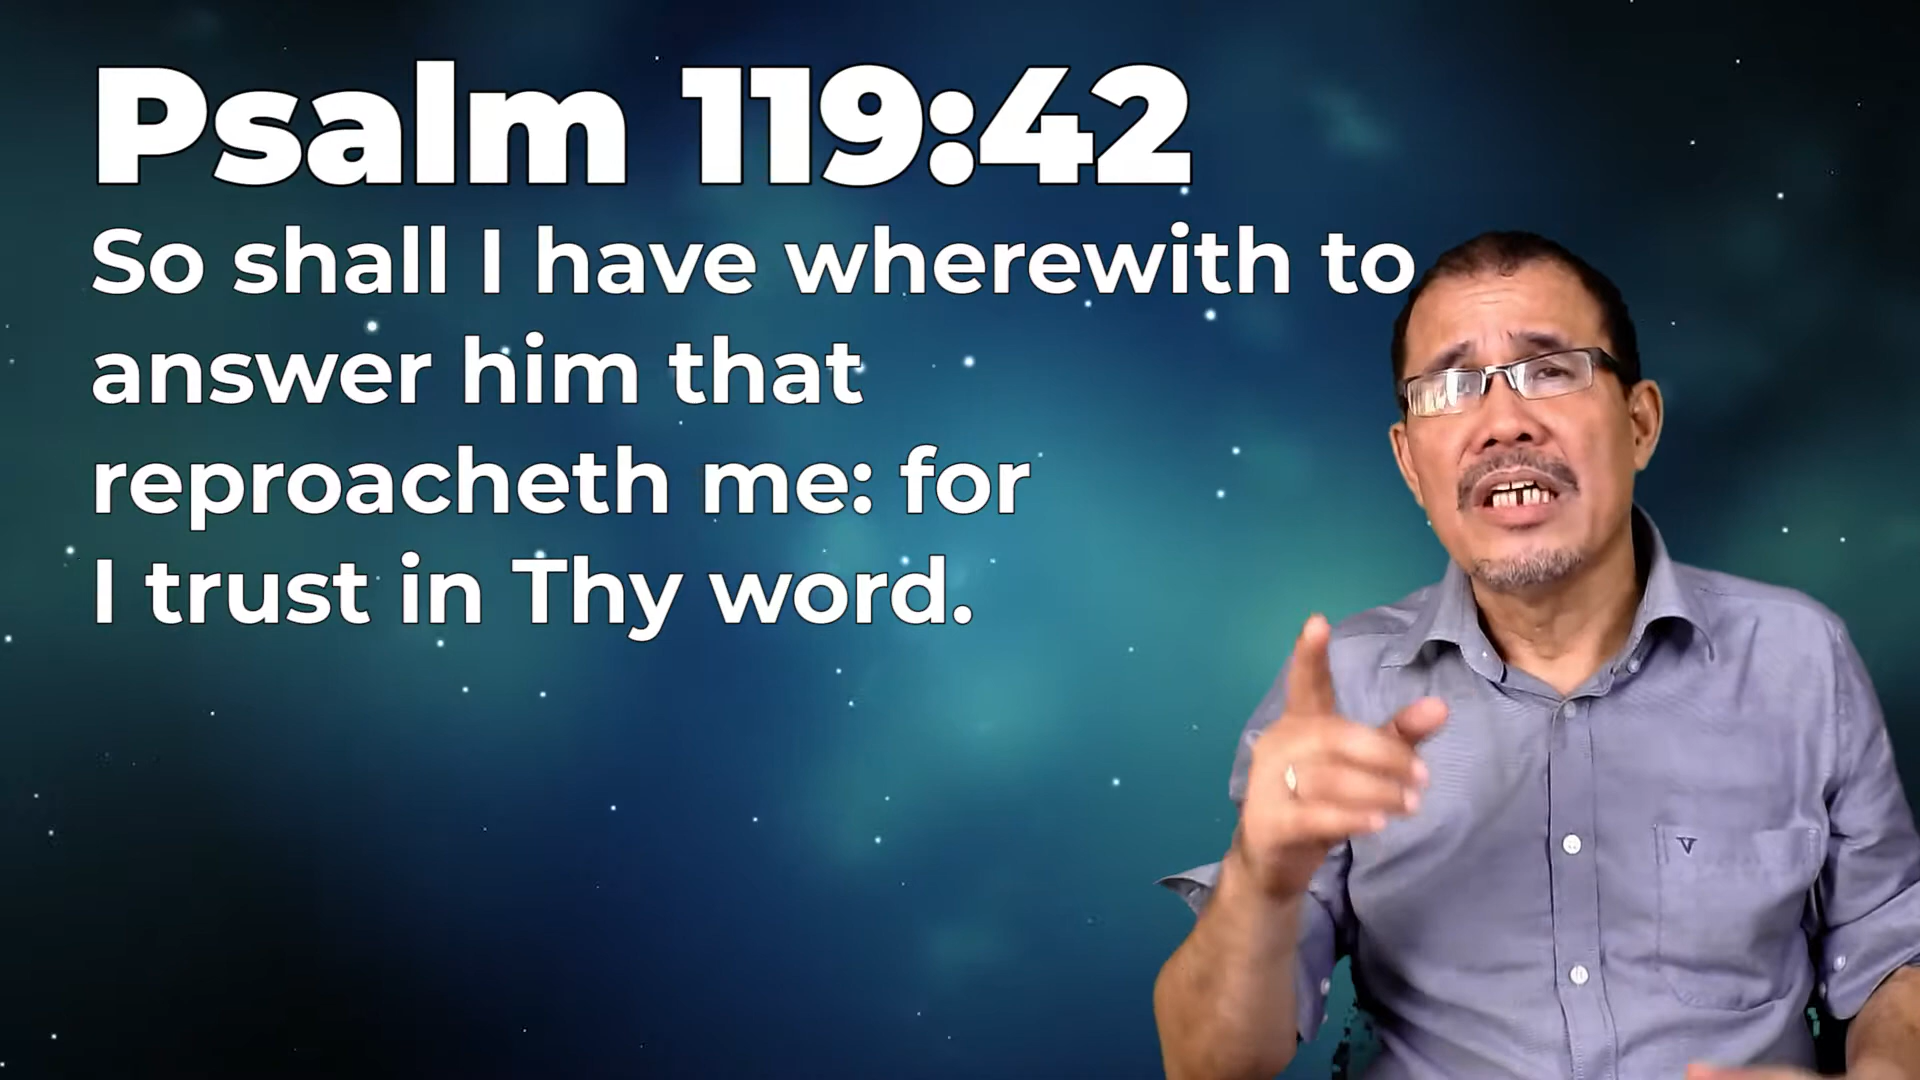 Psalm 119:42
So shall I have wherewith to
answer him that
reproacheth me: for
I trust in Thy word.